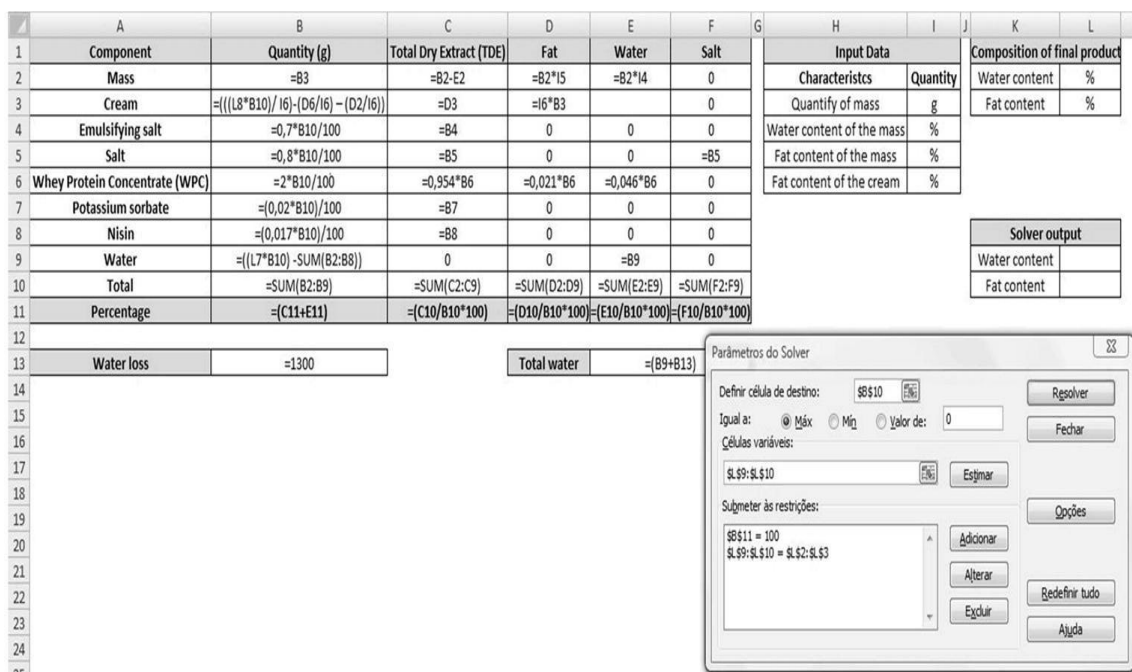 A B C D E F G H I J K L
1 Component Quantity (g) Total Dry Extract (TDE) Fat Water Salt Input Data Composition of final product
2 Mass =B3 =B2-E2 =B2*I5 =B2*I4 0 Characteristcs Quantity Water content %
3 Cream =(((L8*B10)/ I6)-(D6/I6) – (D2/I6)) =D3 =I6*B3 0 Quantify of mass g Fat content %
4 Emulsifying salt =0,7*B10/100 =B4 0 0 0 Water content of the mass %
5 Salt =0,8*B10/100 =B5 0 0 =B5 Fat content of the mass %
6 Whey Protein Concentrate (WPC) =2*B10/100 =0,954*B6 =0,021*B6 =0,046*B6 0 Fat content of the cream %
7 Potassium sorbate =(0,02*B10)/100 =B7 0 0 0
8 Nisin =(0,017*B10)/100 =B8 0 0 0 Solver output
9 Water =((L7*B10) -SUM(B2:B8)) 0 0 =B9 0 Water content
10 Total =SUM(B2:B9) =SUM(C2:C9) =SUM(D2:D9) =SUM(E2:E9) =SUM(F2:F9) Fat content
11 Percentage =(C11+E11) =(C10/B10*100) =(D10/B10*100) =(E10/B10*100) =(F10/B10*100)
12
13 Water loss =1300 Total water =(B9+B13)
14
15
16
17
18
19
20
21
22
23
24
Parâmetros do Solver
Definir célula de destino: $B$10 Resolver
Igual a: Máx Mín Valor de: 0 Fechar
Células variáveis:
$L$9:$L$10 Estimar
Submeter às restrições: Opções
$B$11 = 100 Adicionar
$L$9:$L$10 = $L$2:$L$3
Alterar
Redefinir tudo
Excluir
Ajuda